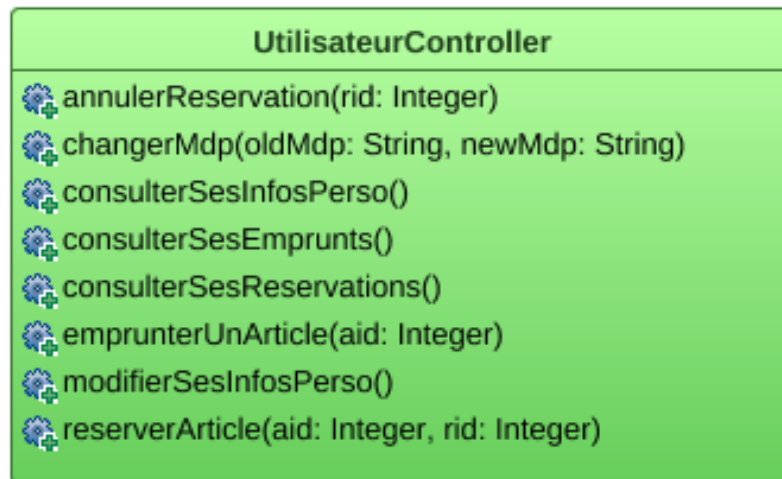 UtilisateurController
annulerReservation(rid: Integer)
changerMdp(oldMdp: String, newMdp: String)
consulterSesInfosPerso()
consulterSesEmprunts()
consulterSesReservations()
emprunterUnArticle(aid: Integer)
modifierSesInfosPerso()
reserverArticle(aid: Integer, rid: Integer)